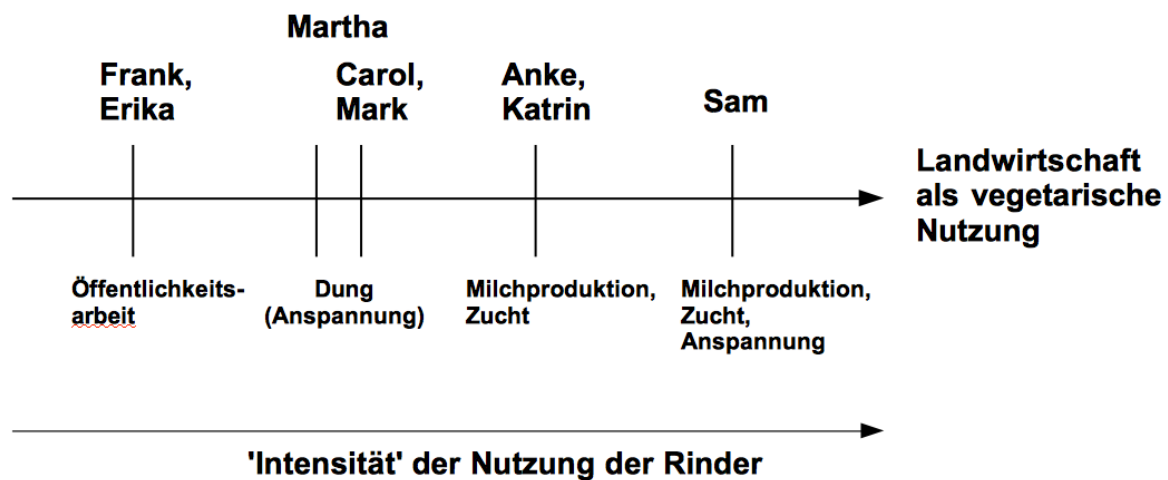 Martha
Frank,
Erika
Carol,
Mark
Anke,
Katrin
Sam
Landwirtschaft
als vegetarische
Nutzung
Öffentlichkeits-
arbeit
Dung
(Anspannung)
Milchproduktion,
Zucht
Milchproduktion,
Zucht,
Anspannung
'Intensität' der Nutzung der Rinder